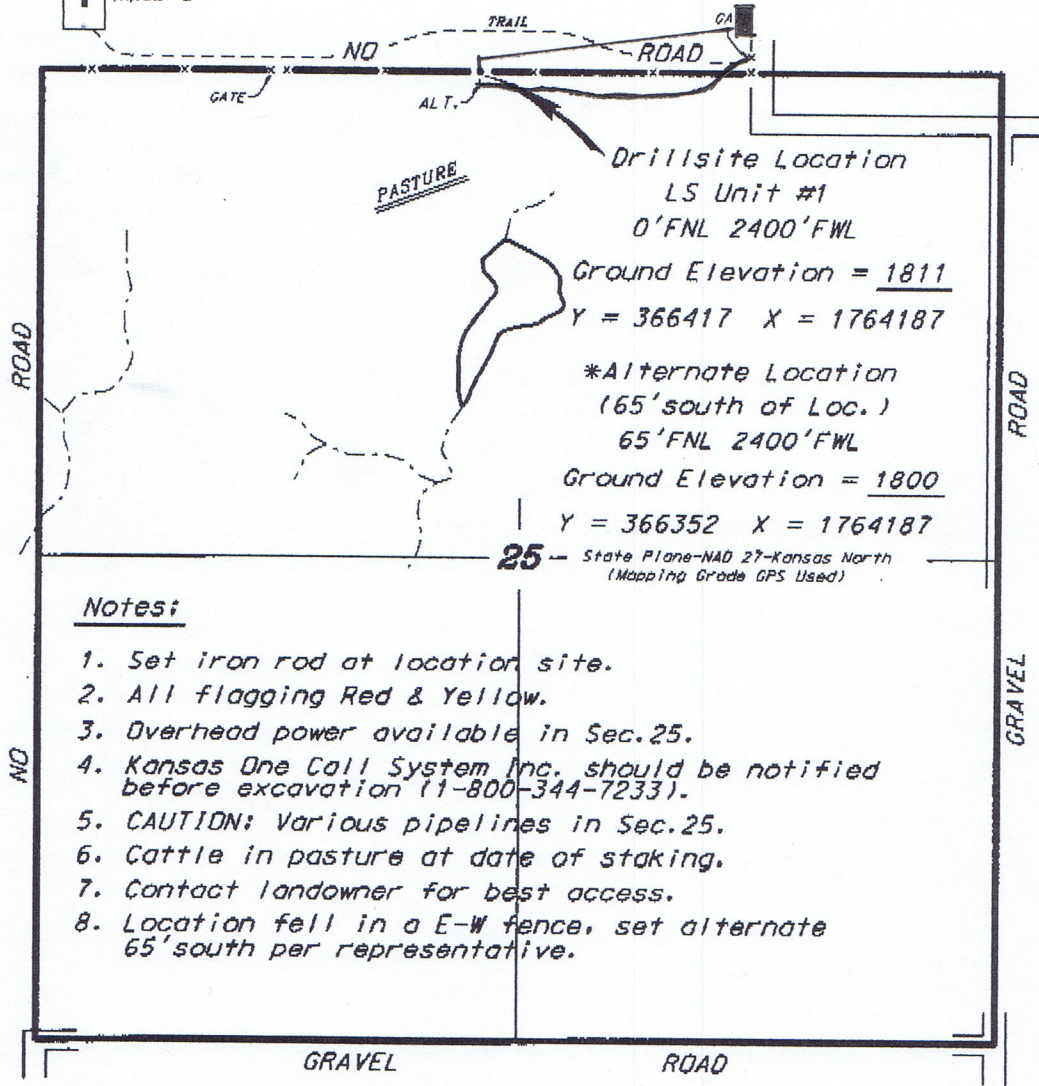 TRAIL
NO ROAD
GATE
ALT.
GA
PASTURE
Drillsite Location
LS Unit #1
0'FNL 2400'FWL
Ground Elevation = 1811
Y = 366417 X = 1764187
*Alternate Location
(65'south of Loc.)
65'FNL 2400'FWL
Ground Elevation = 1800
Y = 366352 X = 1764187
25
State Plane-NAD 27-Kansas North
(Mapping Grade GPS Used)
ROAD
NO
ROAD
GRAVEL
Notes:
1. Set iron rod at location site.
2. All flagging Red & Yellow.
3. Overhead power available in Sec.25.
4. Kansas One Call System Inc. should be notified
before excavation (1-800-344-7233).
5. CAUTION: Various pipelines in Sec.25.
6. Cattle in pasture at date of staking.
7. Contact landowner for best access.
8. Location fell in a E-W fence, set alternate
65'south per representative.
GRAVEL ROAD